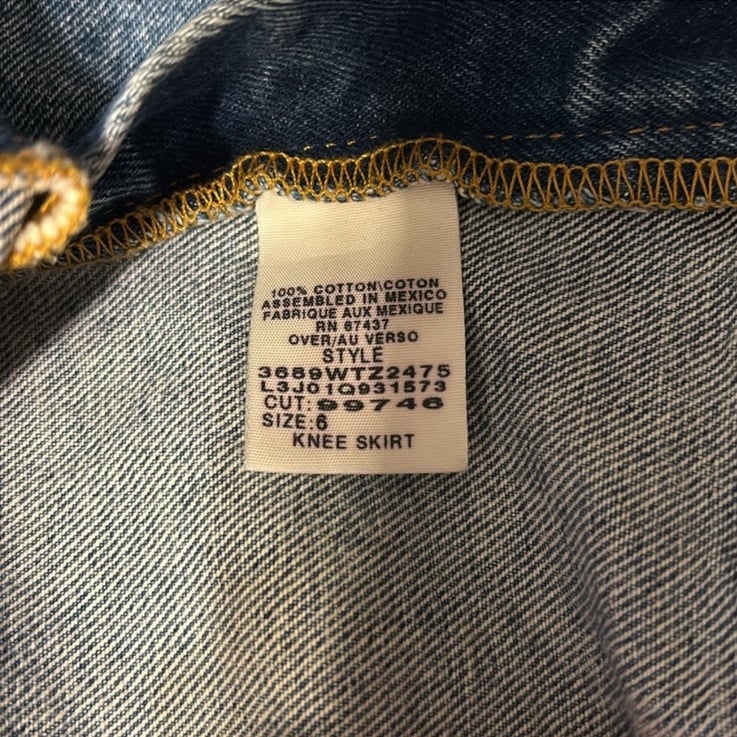 100% COTTON\COTON
ASSEMBLED IN MEXICO
FABRIQUE AUX MEXIQUE
RN 67437
OVER/AU VERSO
STYLE
3689WTZ2475
L3J01Q931573
CUT: 99746
SIZE:6
KNEE SKIRT